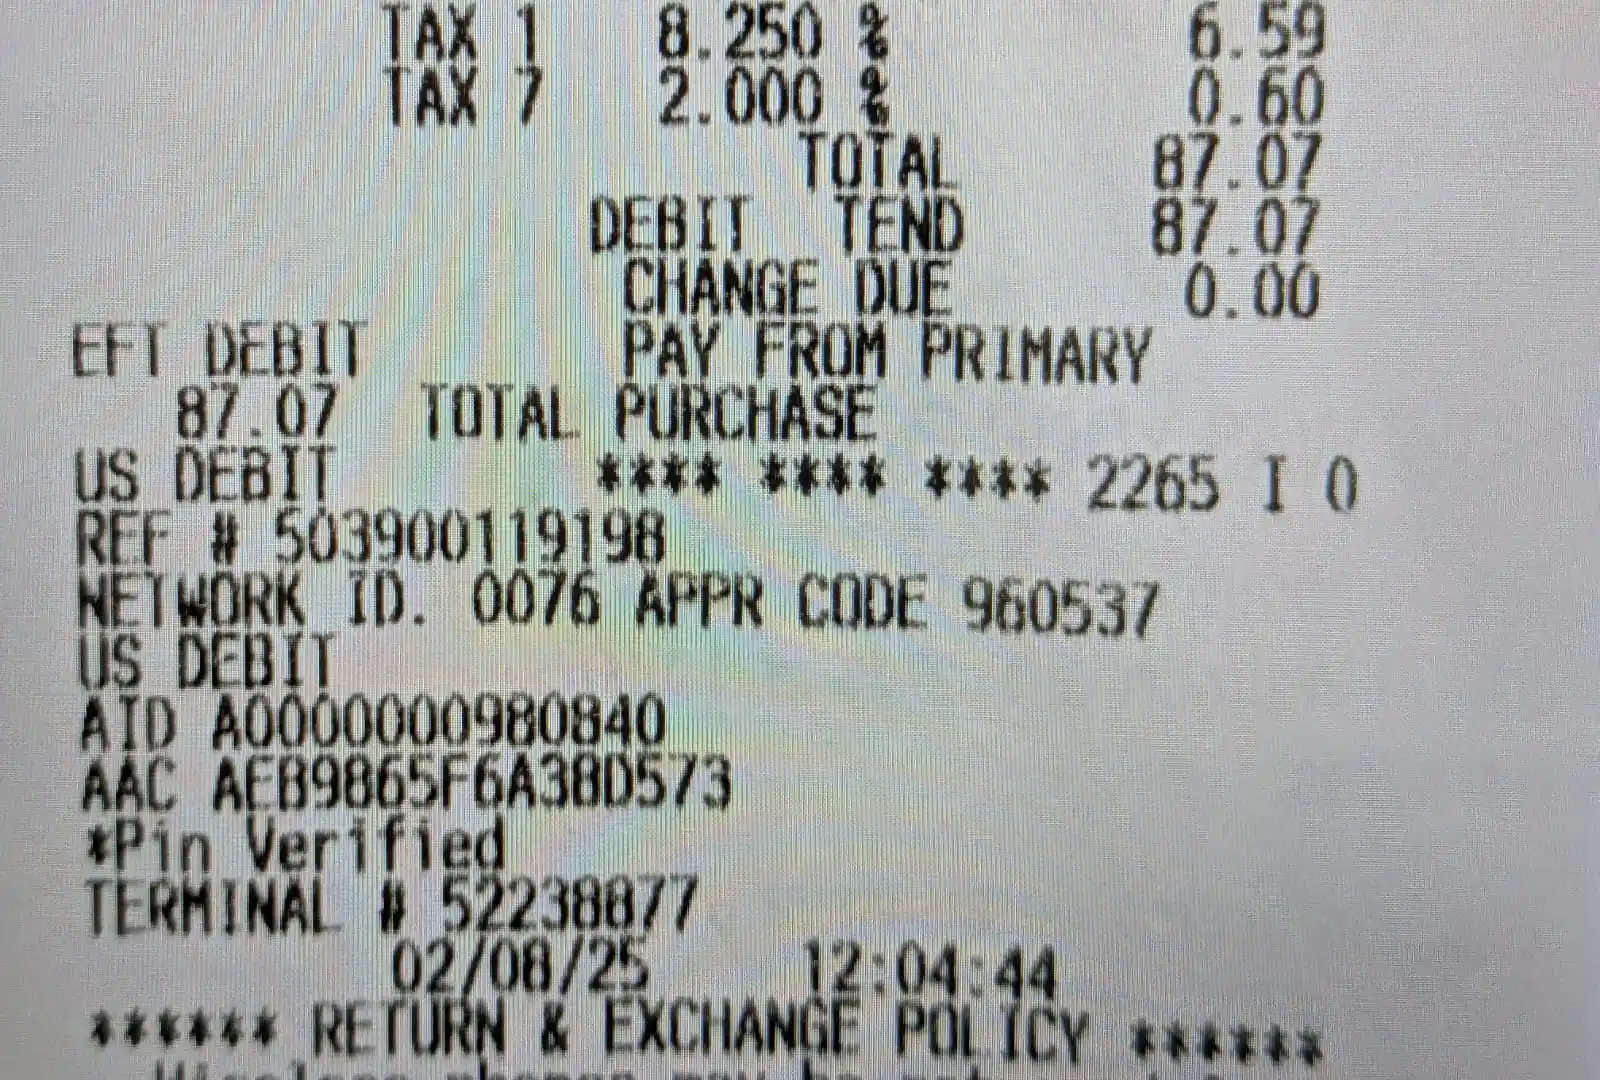 TAX 1 8.250 % 6.59
TAX 7 2.000 % 0.60
TOTAL 87.07
DEBIT TEND 87.07
CHANGE DUE 0.00
EFT DEBIT PAY FROM PRIMARY
87.07 TOTAL PURCHASE
US DEBIT **** **** **** 2265 I 0
REF # 503900119198
NETWORK ID. 0076 APPR CODE 960537
US DEBIT
AID A0000000980840
AAC AEB9865F6A38D573
*Pin Verified
TERMINAL # 52238877
02/08/25 12:04:44
****** RETURN & EXCHANGE POLICY ******